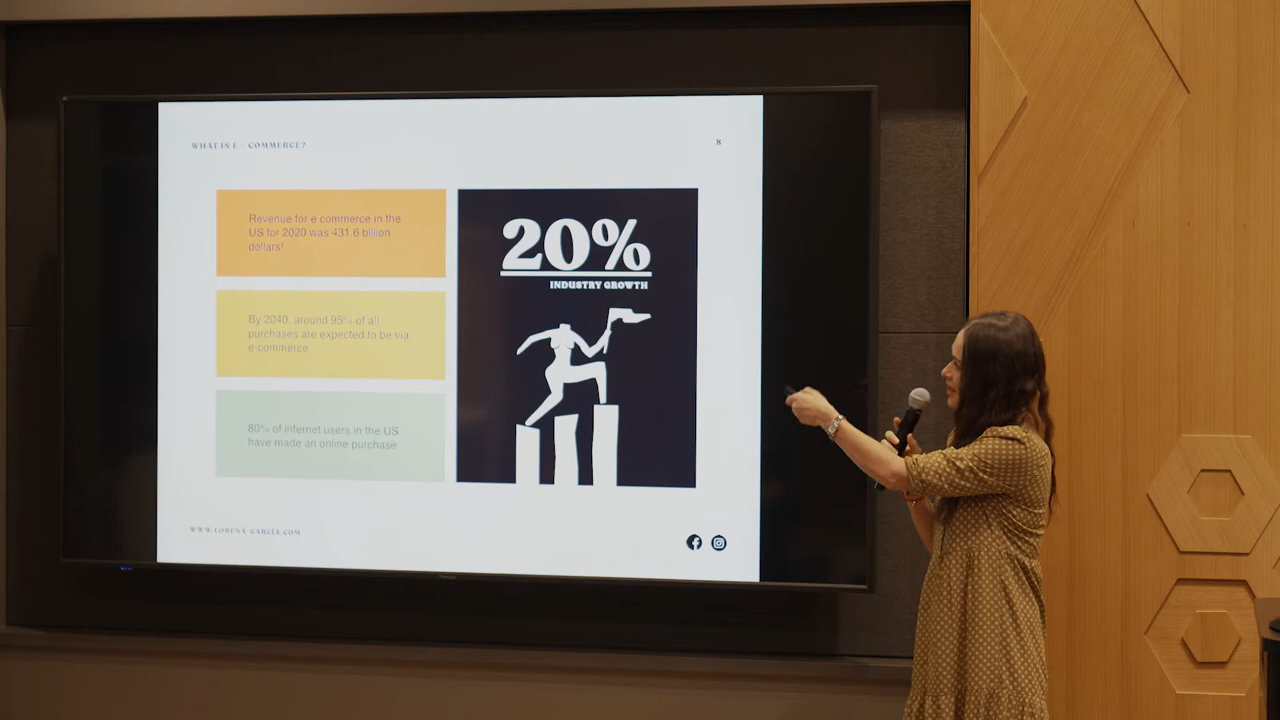 WHAT IS E - COMMERCE?
8
Revenue for e commerce in the
US for 2020 was 431.6 billion
dollars!
By 2040, around 95% of all
purchases are expected to be via
e-commerce
80% of internet users in the US
have made an online purchase
20%
INDUSTRY GROWTH
WWW.LORENA-GARCIA.COM